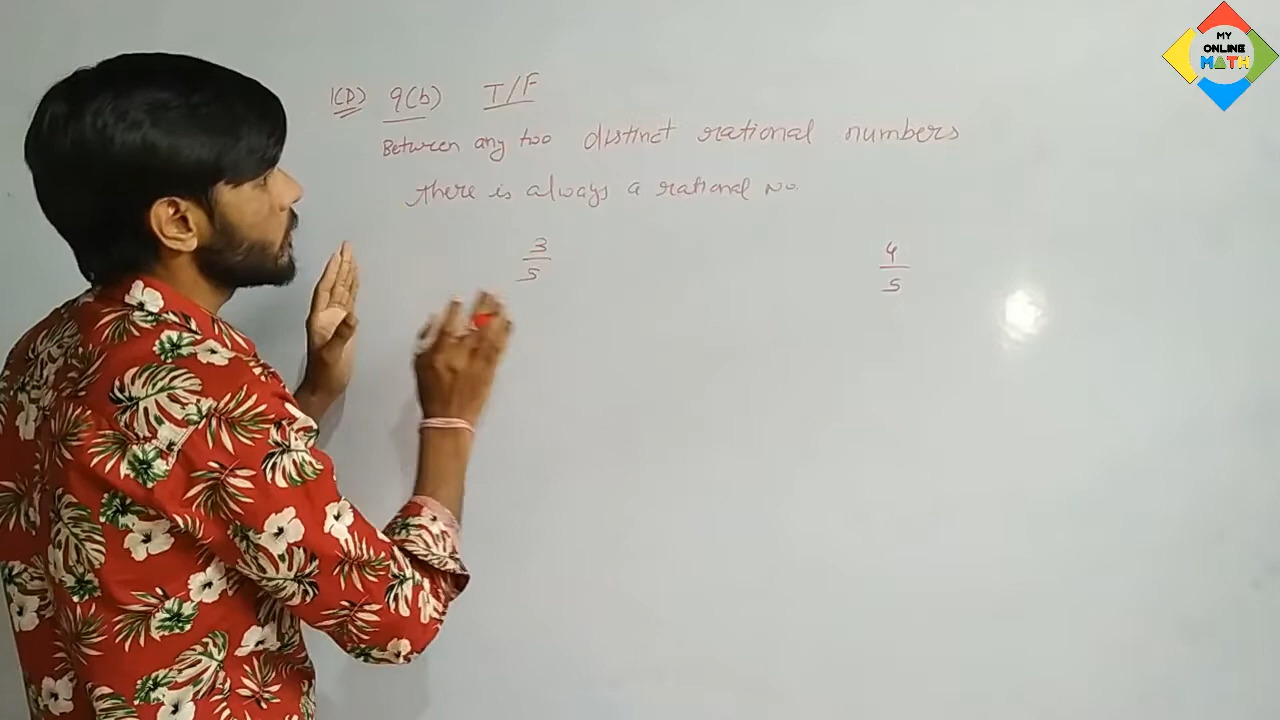 1(D) 9(b) T/F
Between any two distinct rational numbers
there is always a rational No.
3/5 4/5
MY
ONLINE
MATH